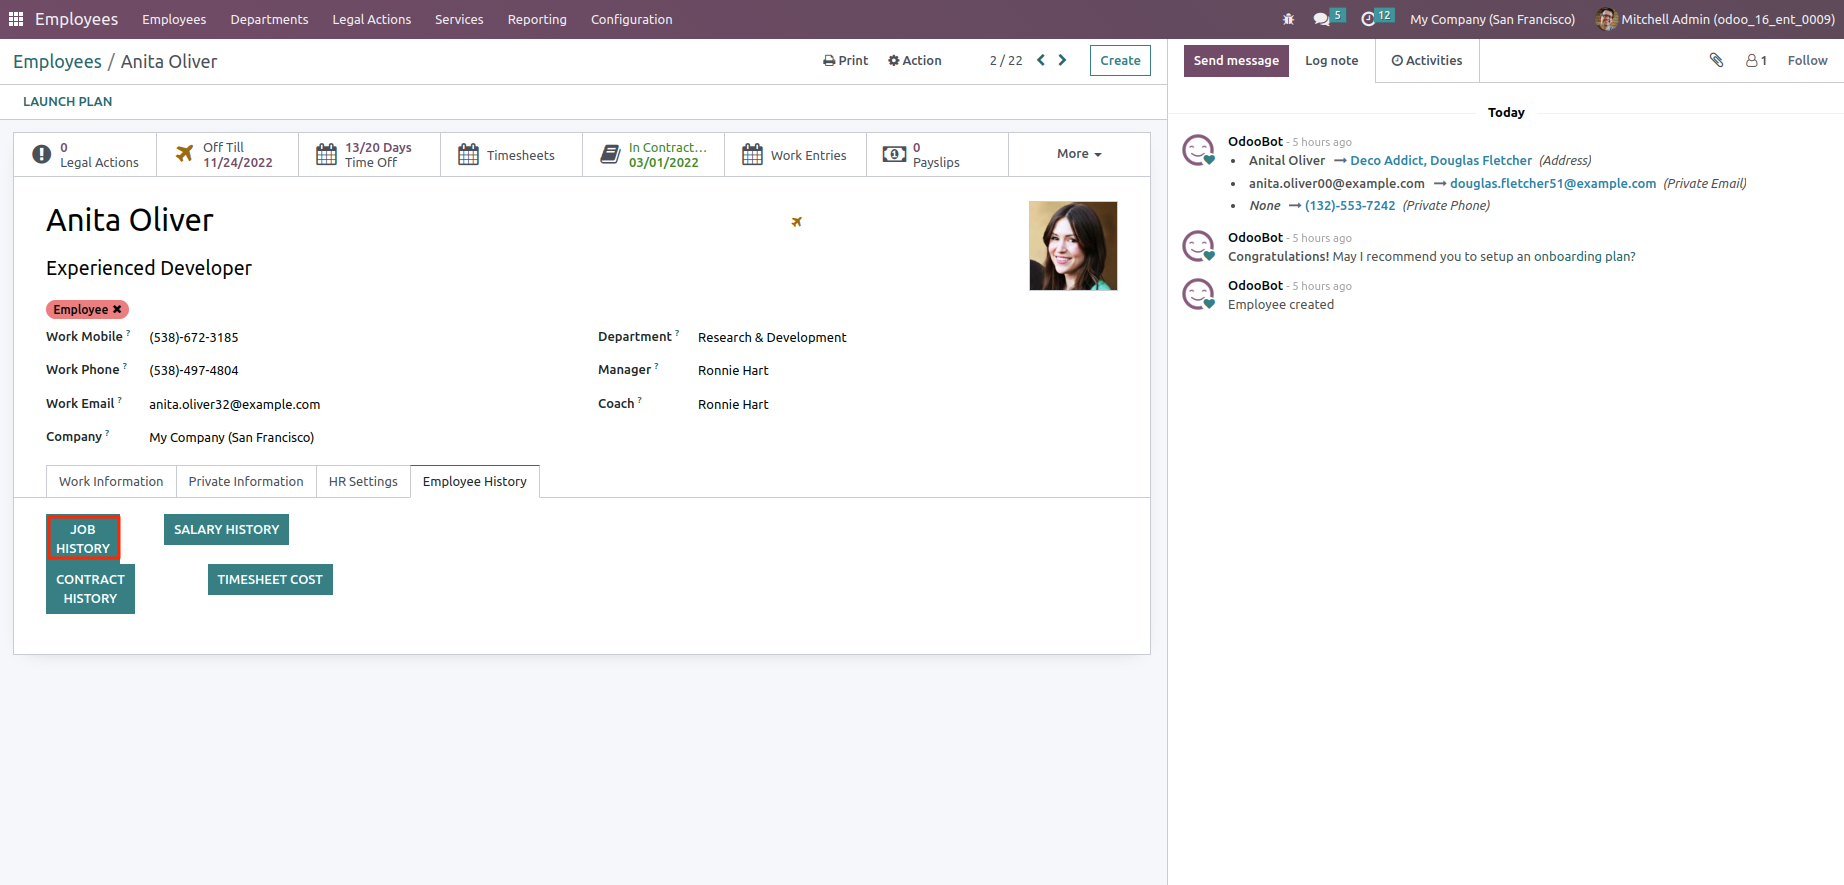 Employees Employees Departments Legal Actions Services Reporting Configuration 5 12 My Company (San Francisco) Mitchell Admin (odoo_16_ent_0009)
Employees / Anita Oliver Print Action 2 / 22 Create
LAUNCH PLAN
0 Legal Actions
Off Till 11/24/2022
13/20 Days Time Off
Timesheets
In Contract... 03/01/2022
Work Entries
0 Payslips
More
Anita Oliver
Experienced Developer
Employee ✖
Work Mobile ? (538)-672-3185
Department ? Research & Development
Work Phone ? (538)-497-4804
Manager ? Ronnie Hart
Work Email ? anita.oliver32@example.com
Coach ? Ronnie Hart
Company ? My Company (San Francisco)
Work Information Private Information HR Settings Employee History
JOB HISTORY
SALARY HISTORY
CONTRACT HISTORY
TIMESHEET COST
Send message Log note Activities 1 Follow
Today
OdooBot - 5 hours ago
• Anital Oliver → Deco Addict, Douglas Fletcher (Address)
• anita.oliver00@example.com → douglas.fletcher51@example.com (Private Email)
• None → (132)-553-7242 (Private Phone)
OdooBot - 5 hours ago
Congratulations! May I recommend you to setup an onboarding plan?
OdooBot - 5 hours ago
Employee created